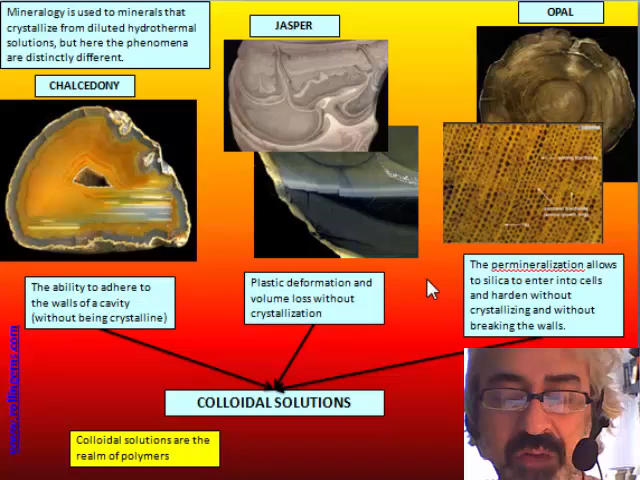 Mineralogy is used to minerals that
crystallize from diluted hydrothermal
solutions, but here the phenomena
are distinctly different.
JASPER
OPAL
CHALCEDONY
The ability to adhere to
the walls of a cavity
(without being crystalline)
Plastic deformation and
volume loss without
crystallization
The permineralization allows
to silica to enter into cells
and harden without
crystallizing and without
breaking the walls.
COLLOIDAL SOLUTIONS
Colloidal solutions are the
realm of polymers